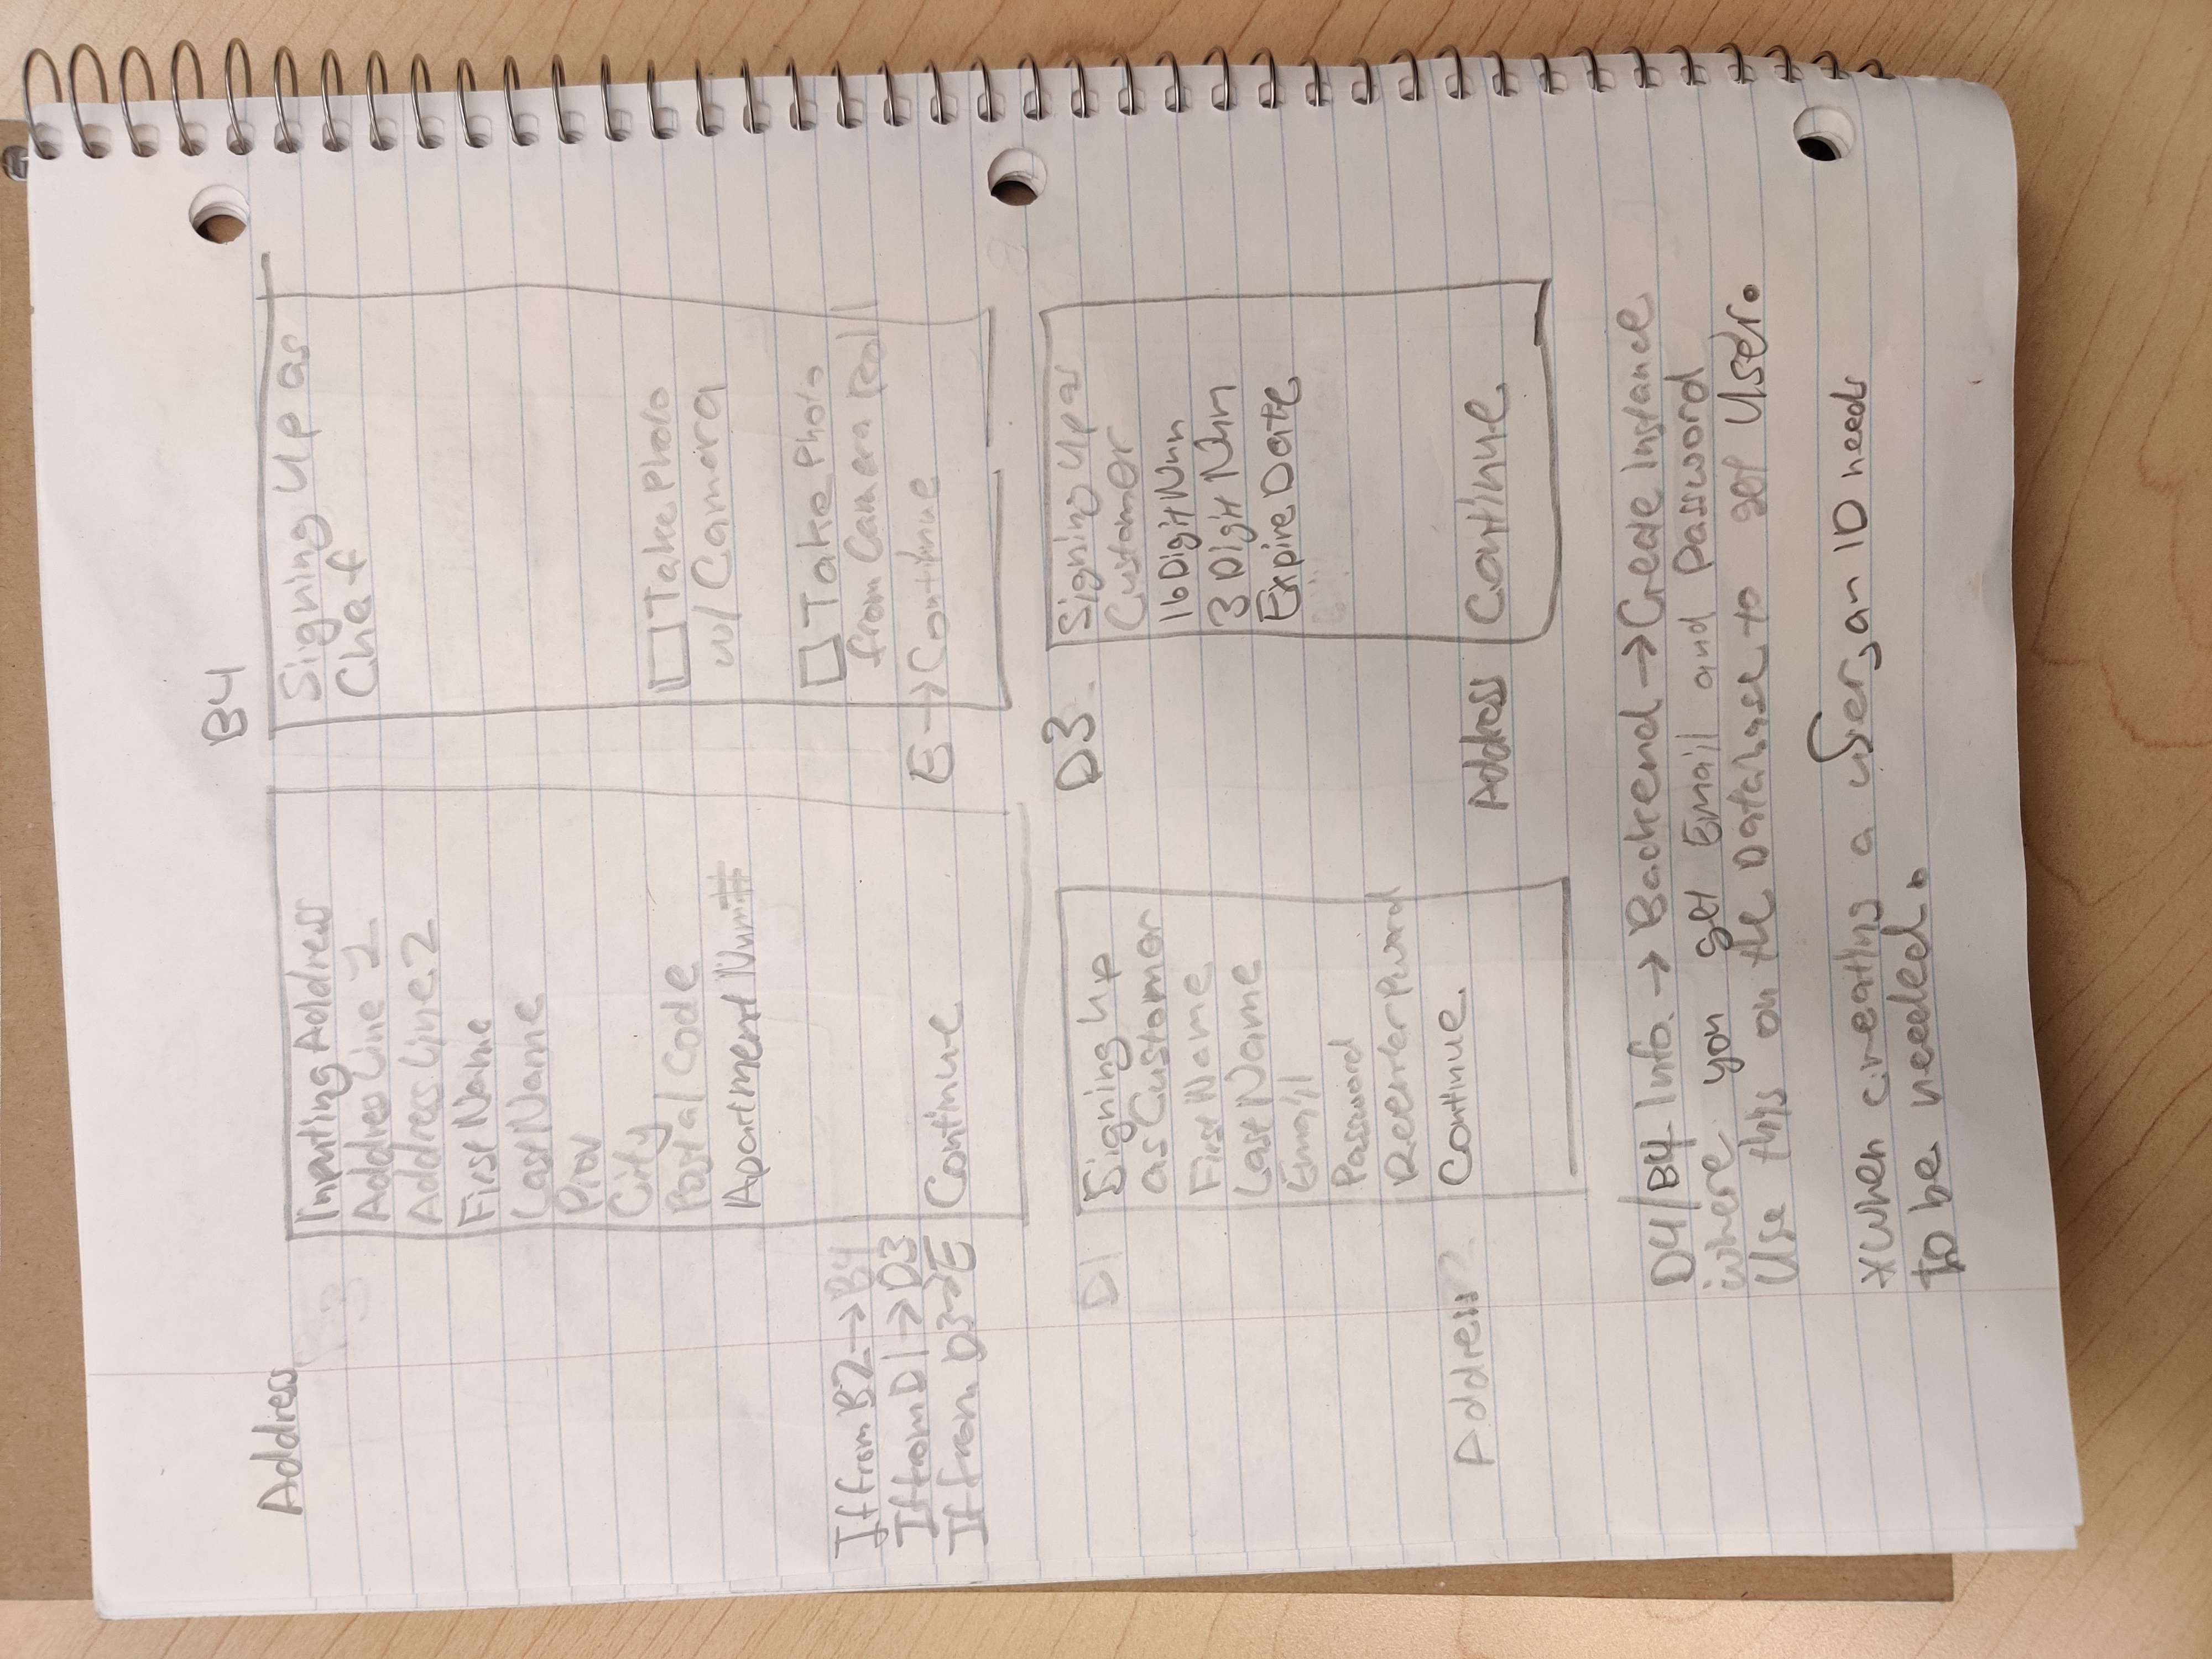 Address
Inputting Address
Address Line 1
Address Line 2
First Name
Last Name
Prov
City
Postal Code
Apartment Num#
Continue
If from B2→B4
If from D1→D3
If from D3→E
B4
Signing Up as
Chef
Take Photo
w/ Camera
Take Photo
from Camera Roll
E→Continue
D1
Signing Up
as Customer
First Name
Last Name
Email
Password
Continue
Address
D3
Signing Up as
Customer
16 Digit Num
3 Digit Num
Expire Date
Continue
Address
D4/B4 Info. → Backend → Create Instance
where you get Email and Password
Use this on the Database to get User.
*When creating a user, an ID needs
to be needed.